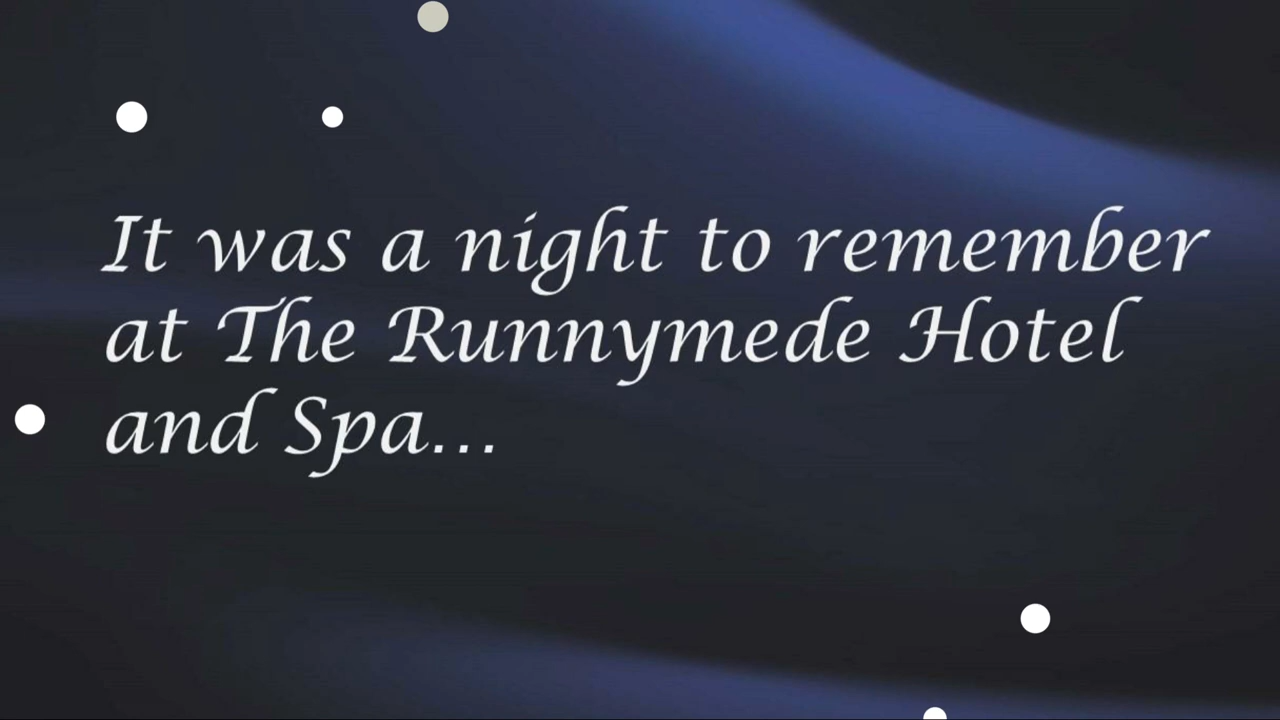 It was a night to remember
at The Runnymede Hotel
and Spa...